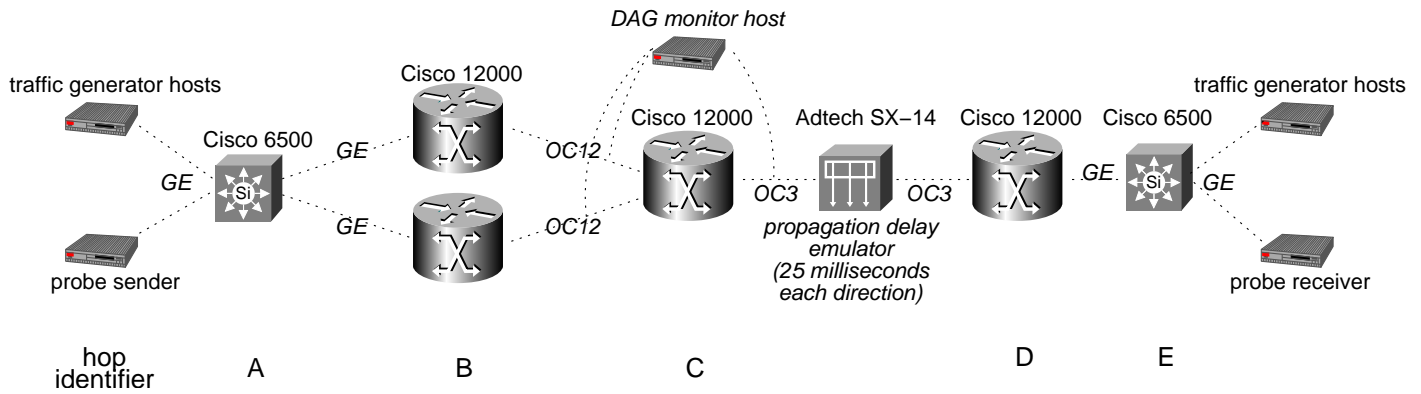 DAG monitor host
traffic generator hosts
Cisco 12000
traffic generator hosts
Cisco 6500
Cisco 12000
Adtech SX−14
Cisco 12000
Cisco 6500
GE
Si
GE
OC12
OC3
OC3
GE
Si
GE
GE
OC12
probe sender
propagation delay
emulator
(25 milliseconds
each direction)
probe receiver
hop
identifier
A
B
C
D
E